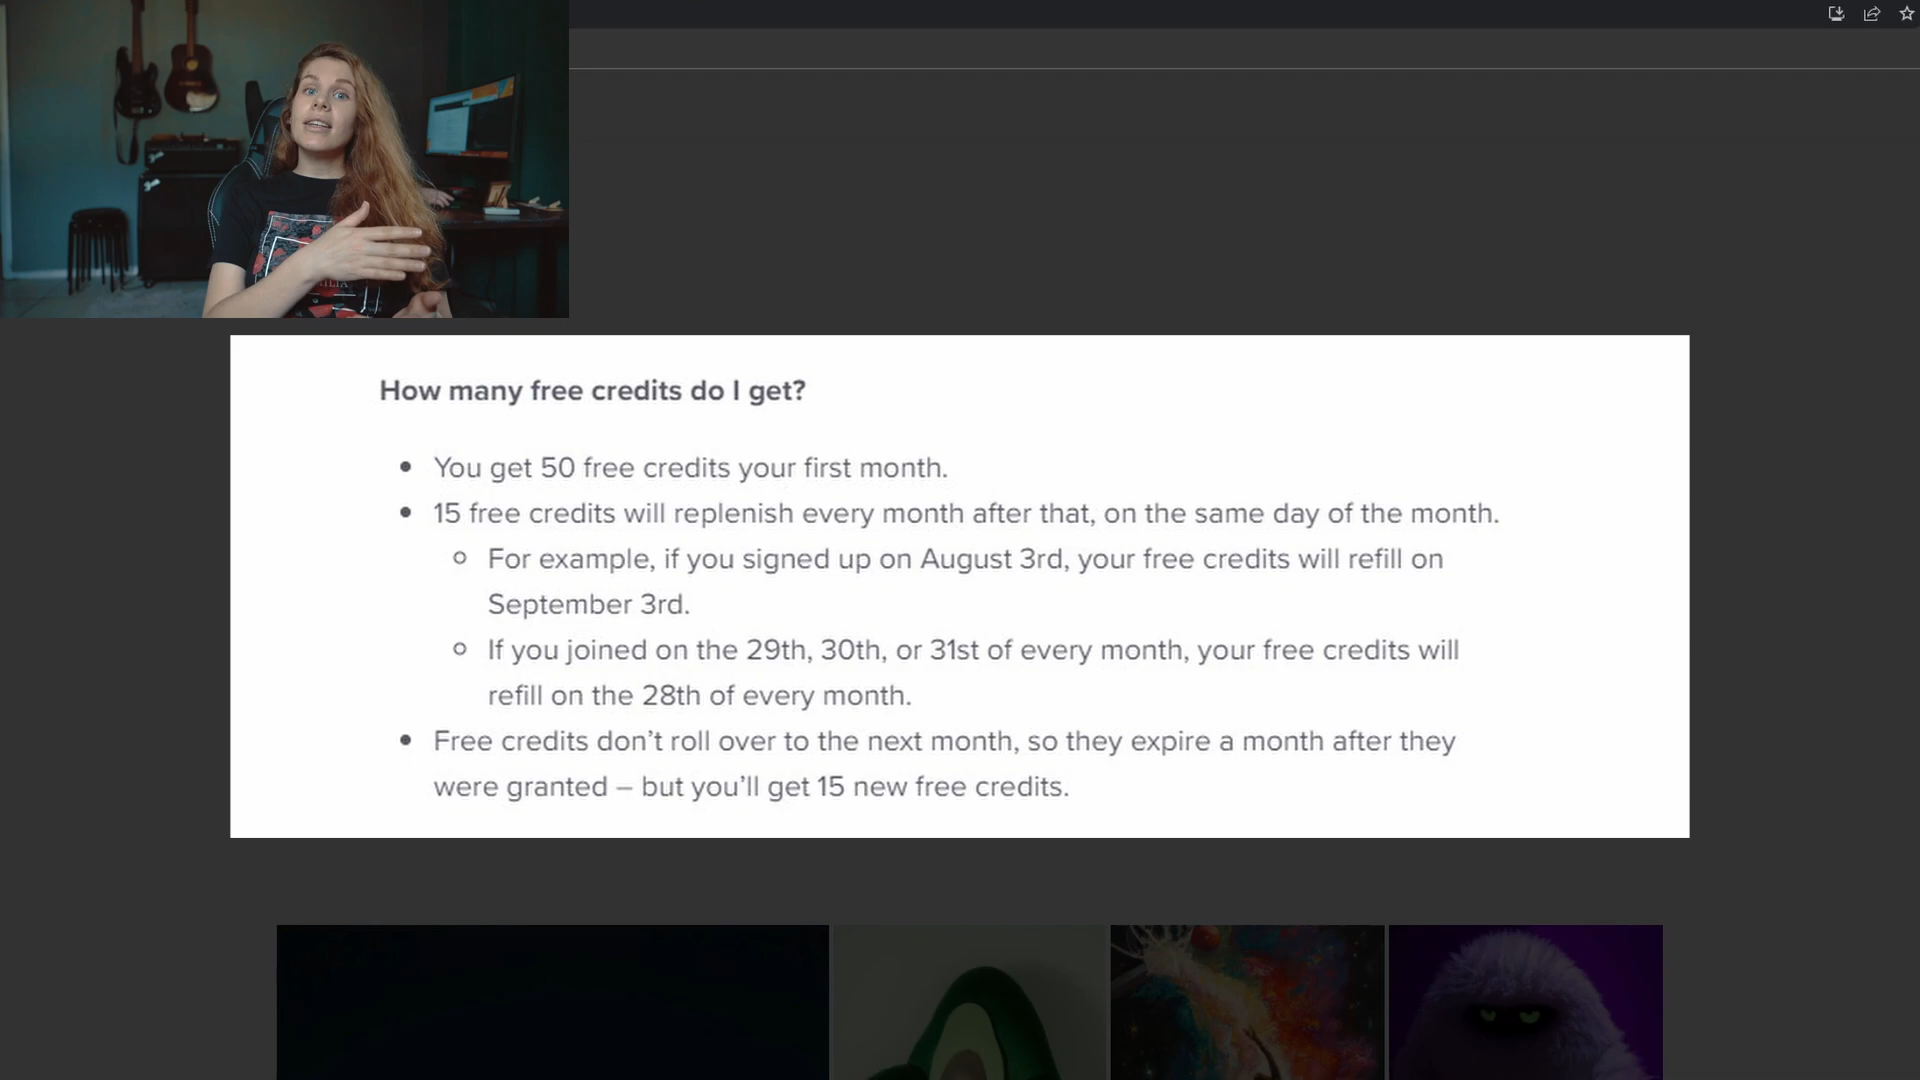 How many free credits do I get?
You get 50 free credits your first month.
15 free credits will replenish every month after that, on the same day of the month.
For example, if you signed up on August 3rd, your free credits will refill on
September 3rd.
If you joined on the 29th, 30th, or 31st of every month, your free credits will
refill on the 28th of every month.
Free credits don’t roll over to the next month, so they expire a month after they
were granted – but you’ll get 15 new free credits.